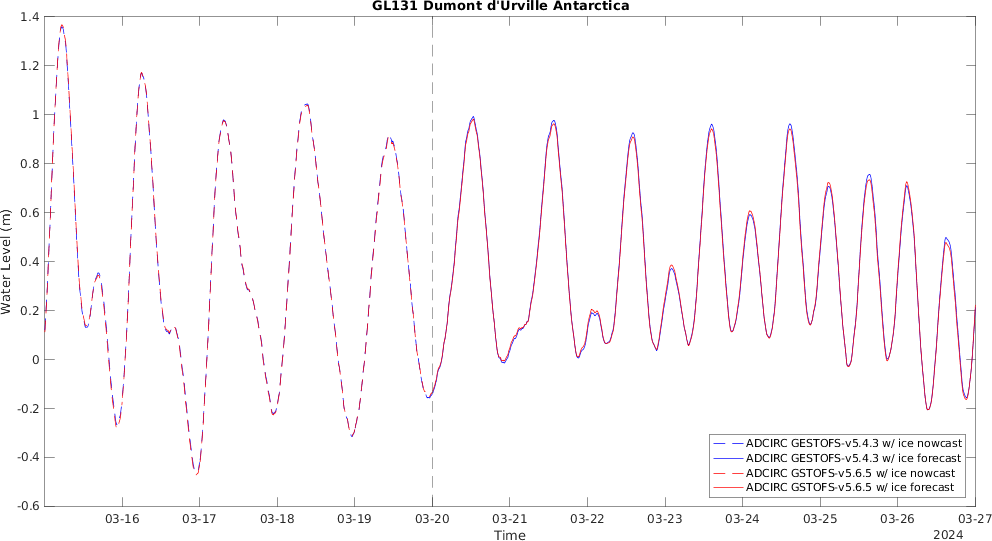 GL131 Dumont d'Urville Antarctica
1.4
1.2
1
0.8
0.6
0.4
0.2
0
-0.2
-0.4
-0.6
Water Level (m)
ADCIRC GESTOFS-v5.4.3 w/ ice nowcast
ADCIRC GESTOFS-v5.4.3 w/ ice forecast
ADCIRC GSTOFS-v5.6.5 w/ ice nowcast
ADCIRC GSTOFS-v5.6.5 w/ ice forecast
03-16 03-17 03-18 03-19 03-20 03-21 03-22 03-23 03-24 03-25 03-26 03-27
Time
2024